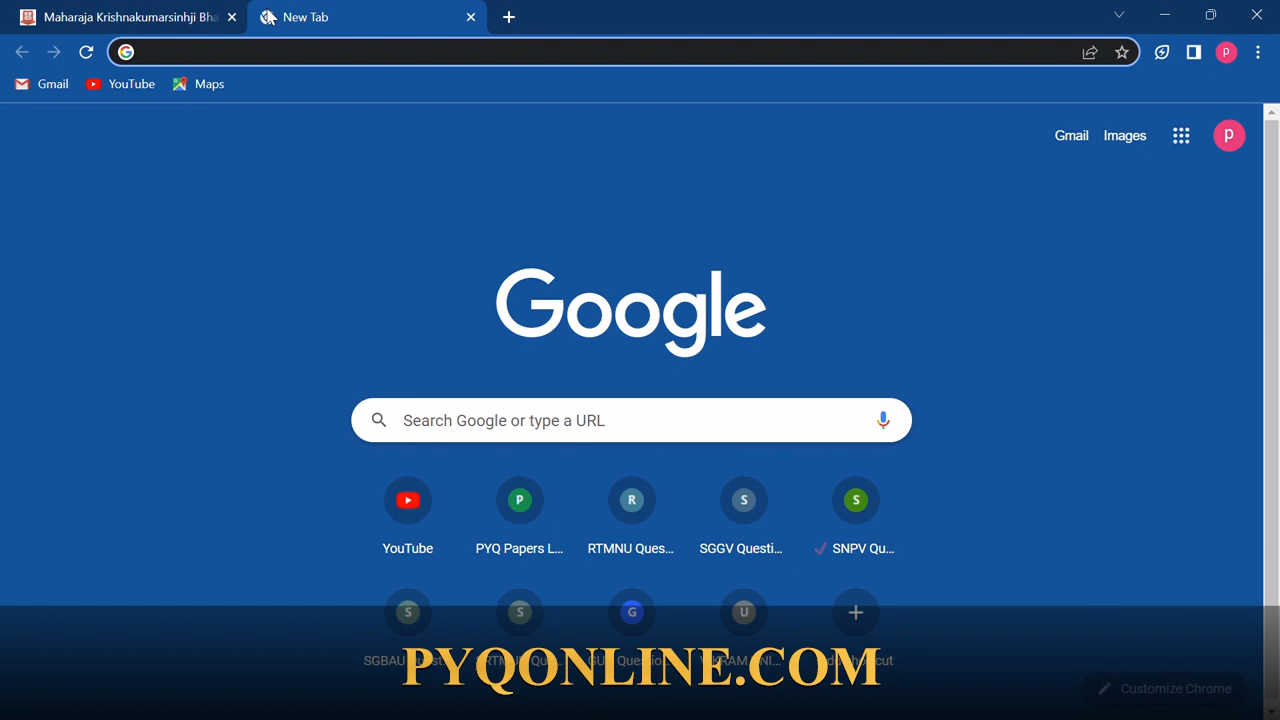 Maharaja Krishnakumarsinhji Bha
New Tab
Gmail YouTube Maps
Gmail Images p
Google
Search Google or type a URL
P R S S
YouTube PYQ Papers L... RTMNU Ques... SGGV Questi... SNPV Qu...
S S G U
PYQONLINE.COM
Customize Chrome